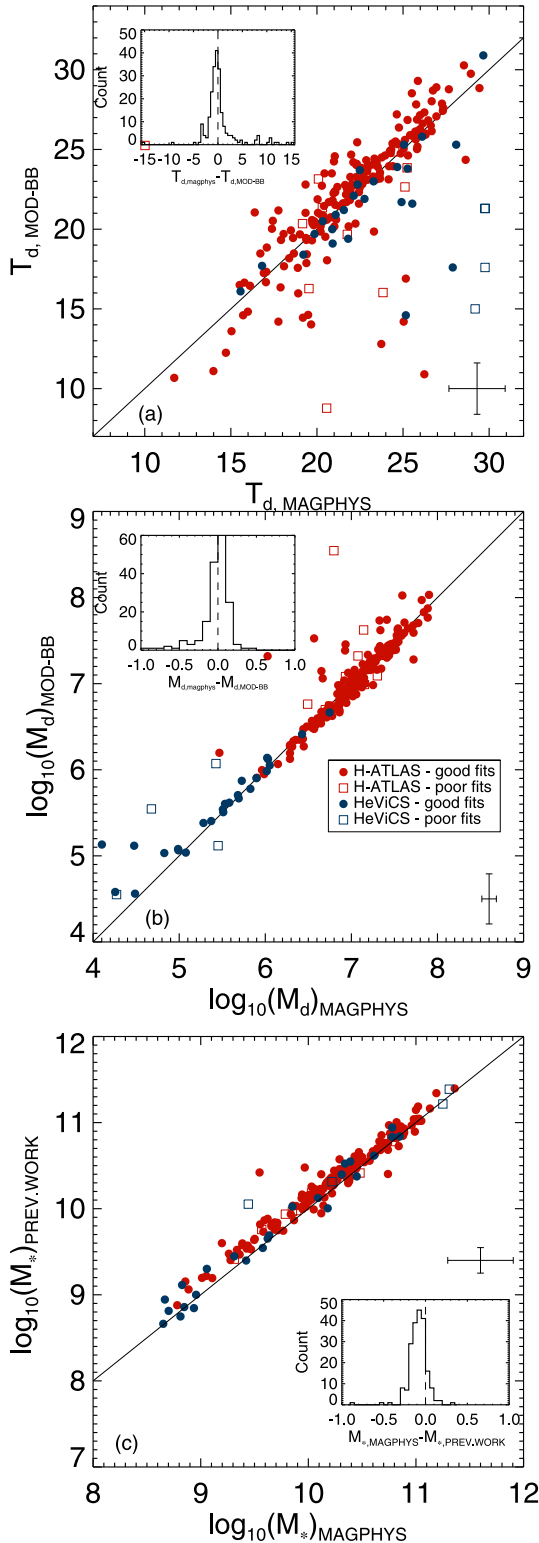 50
40
30
20
10
0
Count
-15 -10 -5 0 5 10 15
T_d,magphys-T_d,MOD-BB
30
25
20
15
10
T_d, MOD-BB
(a)
10 15 20 25 30
T_d, MAGPHYS
9
8
7
6
5
4
log10(M_d)MOD-BB
60
40
20
0
Count
-1.0 -0.5 0.0 0.5 1.0
M_d,magphys-M_d,MOD-BB
H-ATLAS - good fits
H-ATLAS - poor fits
HeViCS - good fits
HeViCS - poor fits
(b)
4 5 6 7 8 9
log10(M_d)MAGPHYS
12
11
10
9
8
7
log10(M_*)PREV.WORK
50
40
30
20
10
0
Count
-1.0 -0.5 0.0 0.5 1.0
M_*,MAGPHYS-M_*,PREV.WORK
(c)
8 9 10 11 12
log10(M_*)MAGPHYS